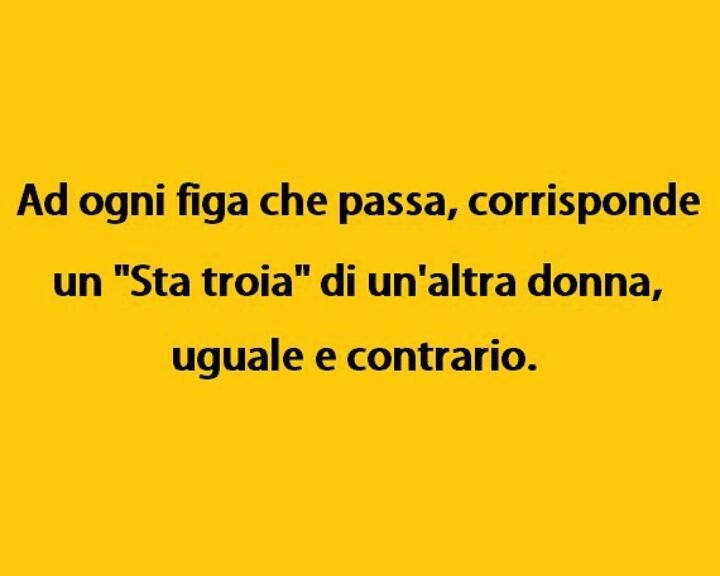 Ad ogni figa che passa, corrisponde
un "Sta troia" di un'altra donna,
uguale e contrario.